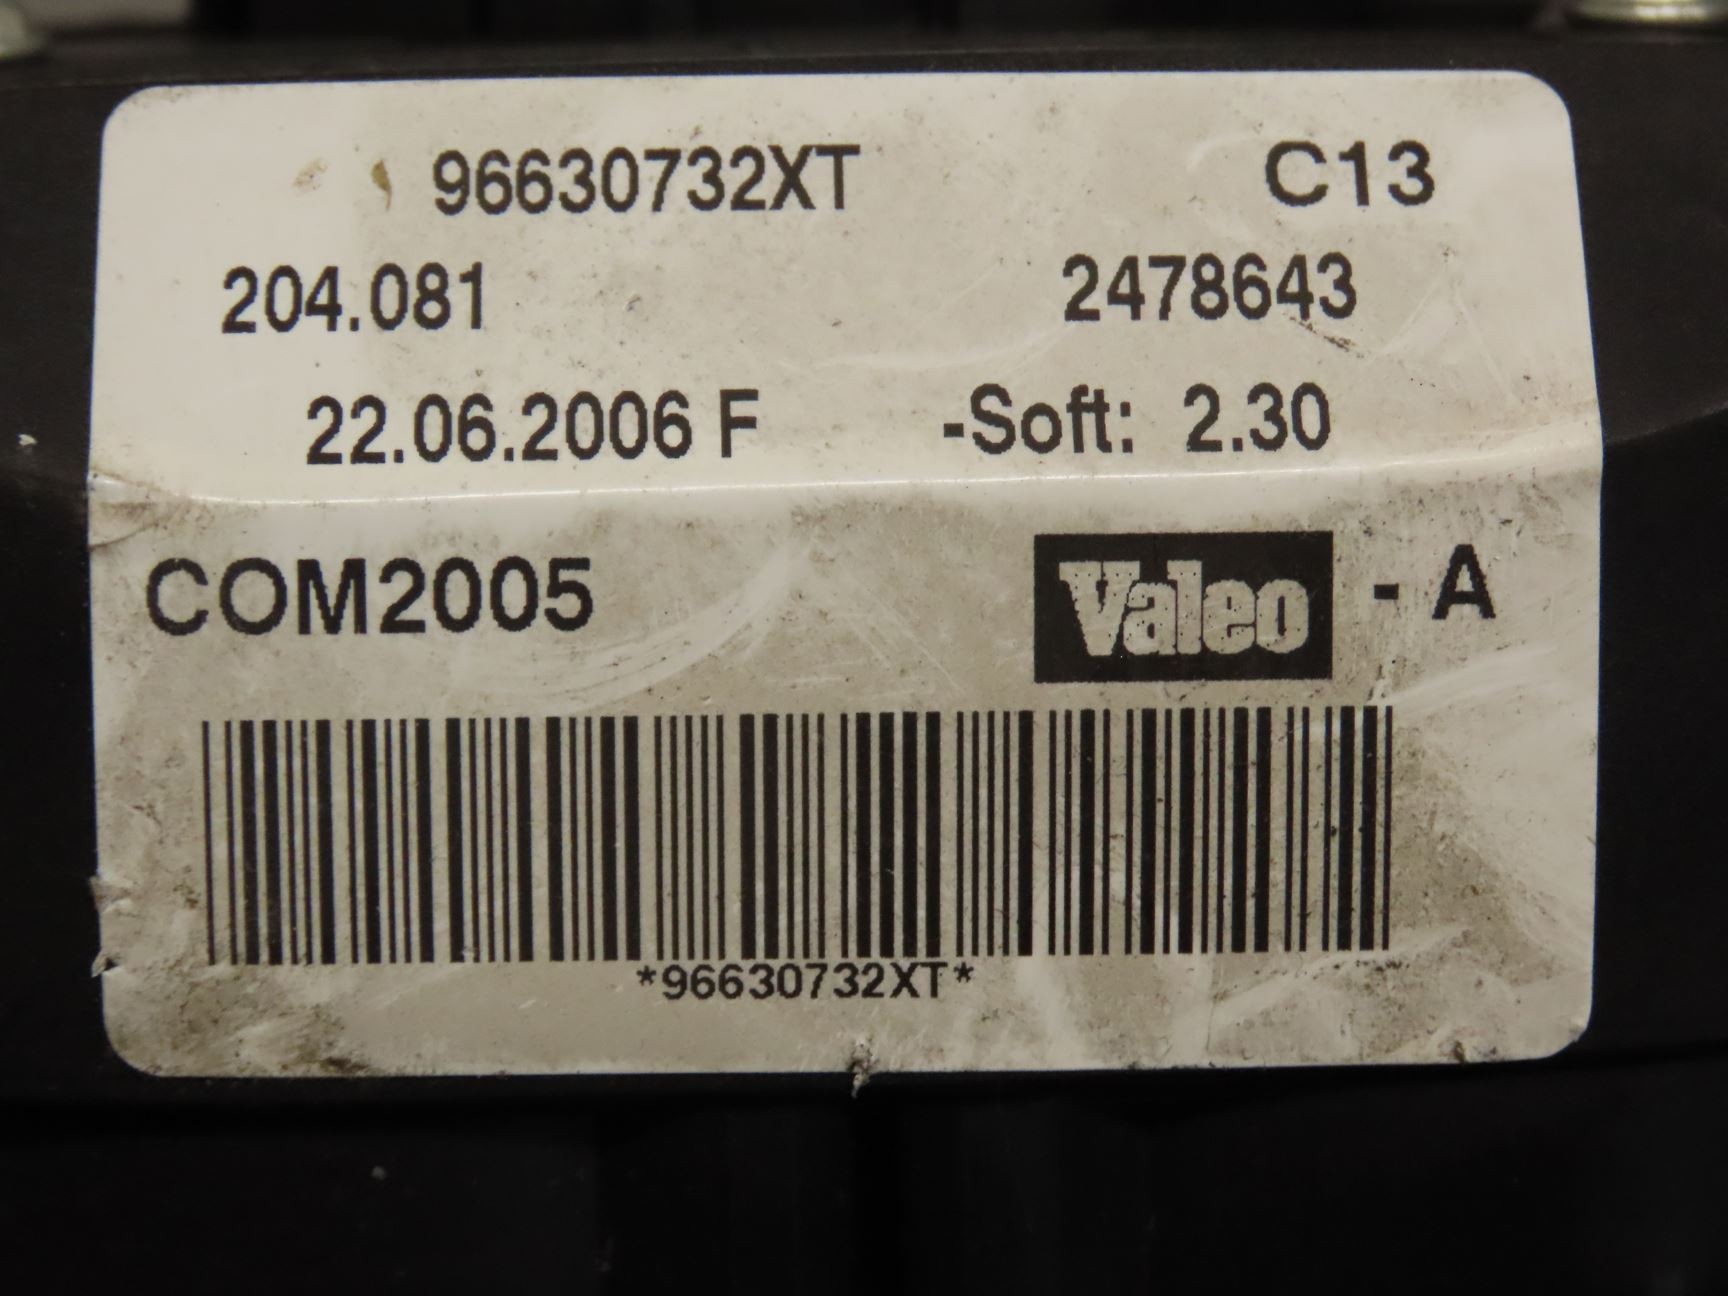 96630732XT C13
204.081 2478643
22.06.2006 F -Soft: 2.30
COM2005 Valeo - A
*96630732XT*